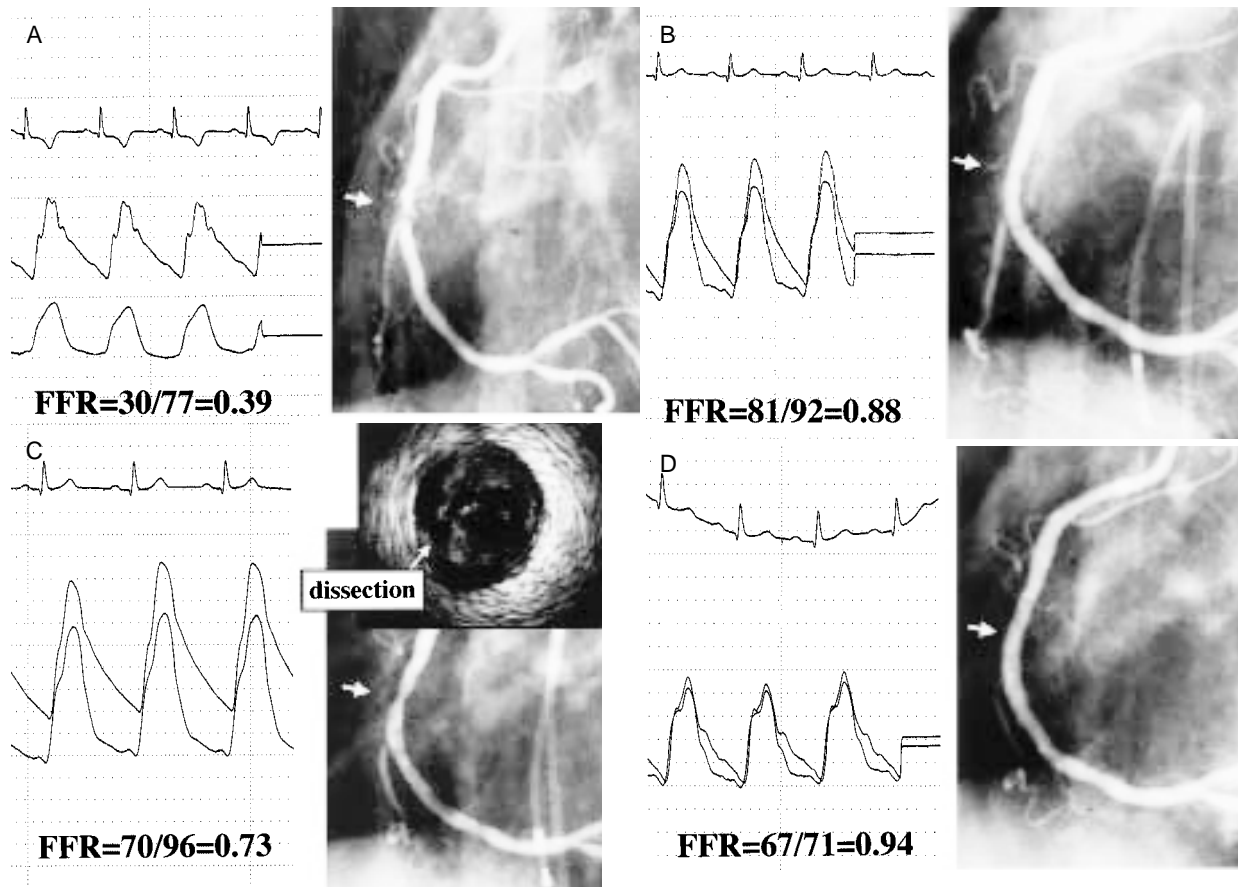 A
FFR=30/77=0.39
B
FFR=81/92=0.88
C
dissection
FFR=70/96=0.73
D
FFR=67/71=0.94